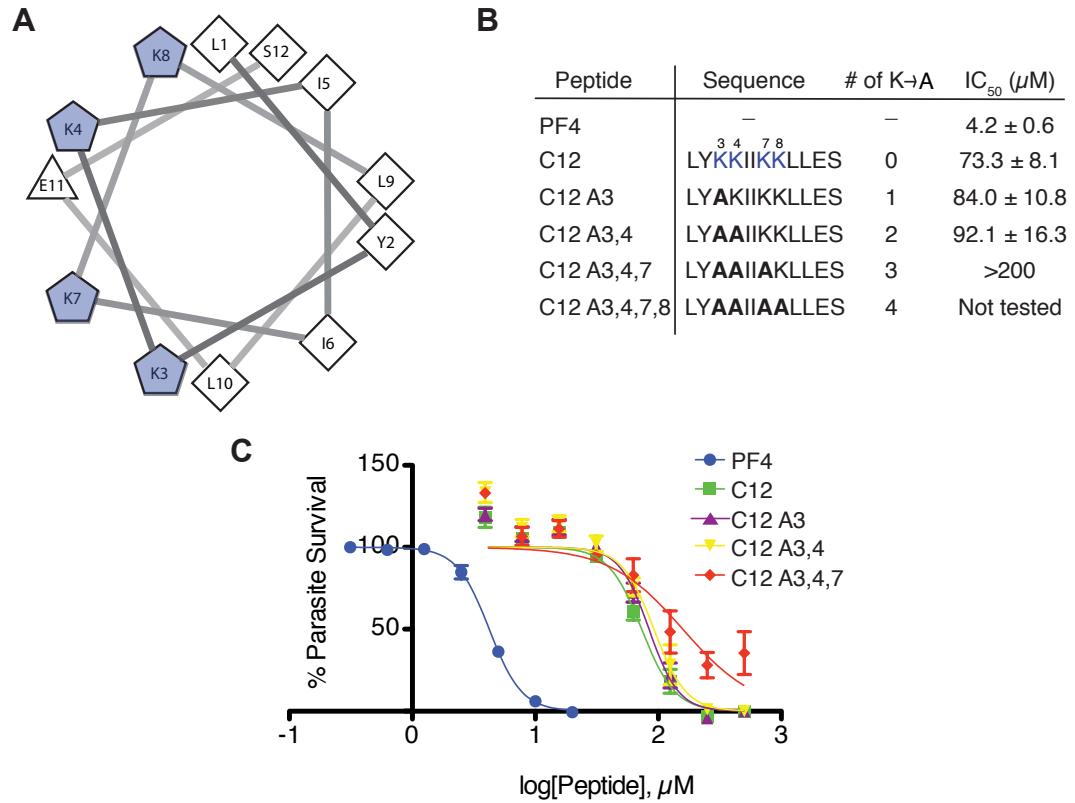 A
K8
L1
S12
I5
K4
E11
L9
Y2
K7
I6
K3
L10
B
Peptide Sequence # of K→A IC50 (µM)
PF4 – – 4.2 ± 0.6
3 4 7 8
C12 LYKKIIKKLLES 0 73.3 ± 8.1
C12 A3 LYAKIIKKLLES 1 84.0 ± 10.8
C12 A3,4 LYAAIIKKLLES 2 92.1 ± 16.3
C12 A3,4,7 LYAAIIAKLLES 3 >200
C12 A3,4,7,8 LYAAIIAALLES 4 Not tested
C
% Parasite Survival
150
100
50
-1 0 1 2 3
log[Peptide], µM
PF4
C12
C12 A3
C12 A3,4
C12 A3,4,7